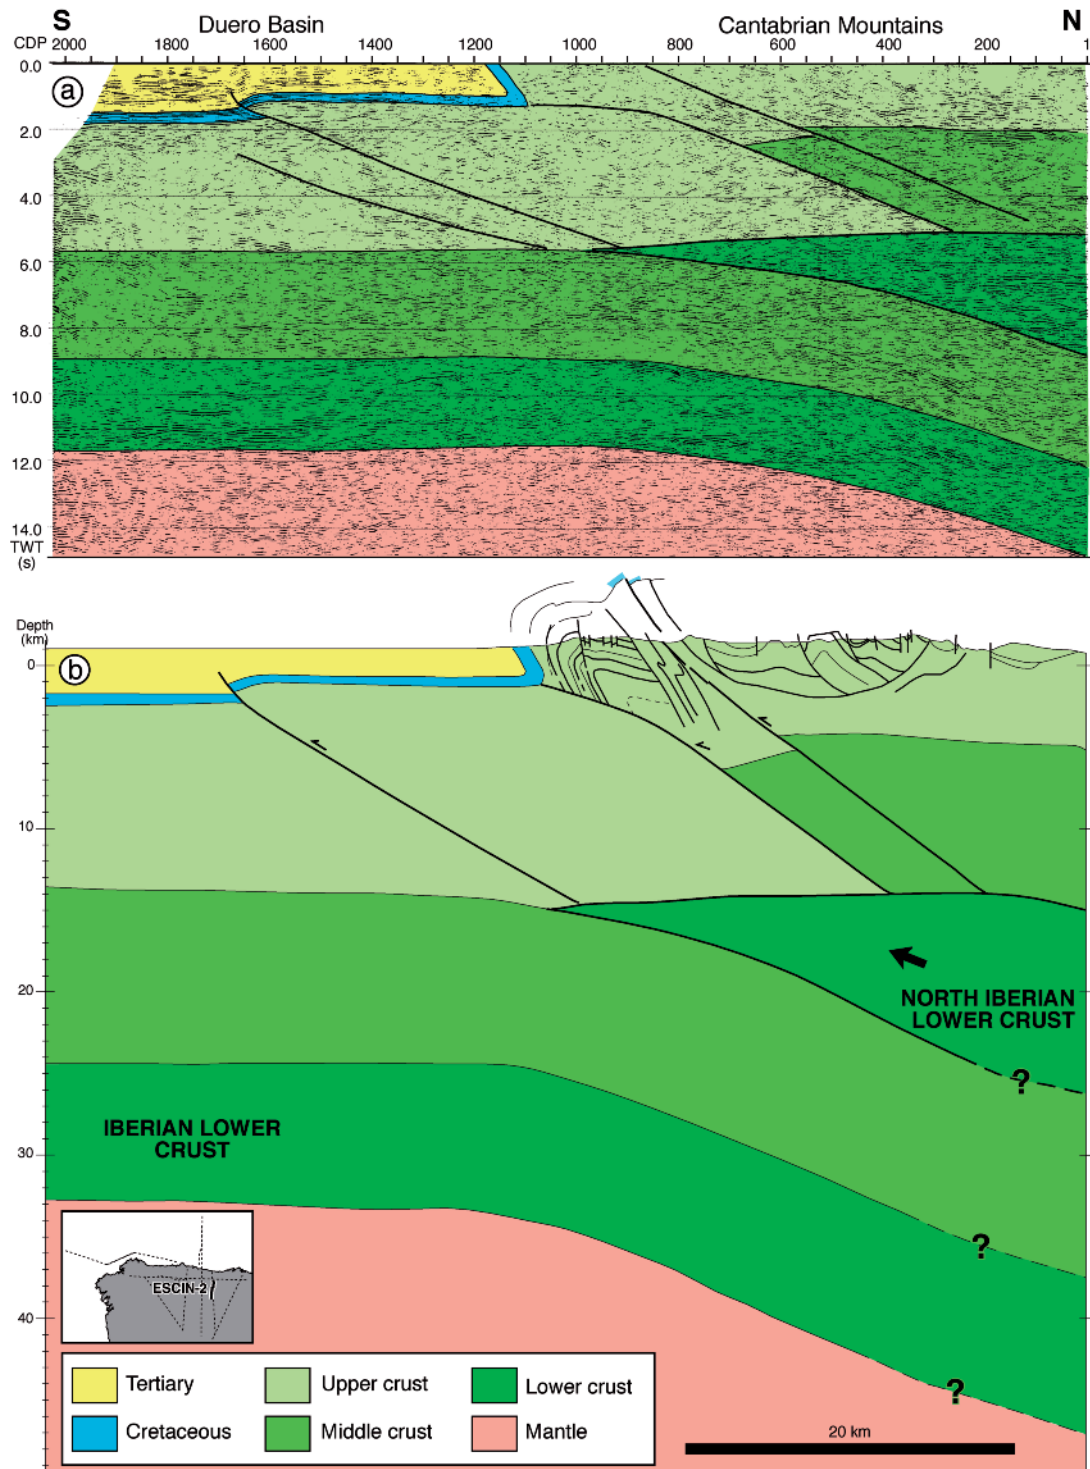 S Duero Basin Cantabrian Mountains N
CDP 2000 1800 1600 1400 1200 1000 800 600 400 200 1
0.0
a
2.0
4.0
6.0
8.0
10.0
12.0
14.0
TWT
(s)
Depth
(km)
0
b
10
20
NORTH IBERIAN
LOWER CRUST
?
IBERIAN LOWER
CRUST
30
?
ESCIN-2
40
?
Tertiary Upper crust Lower crust
Cretaceous Middle crust Mantle
20 km